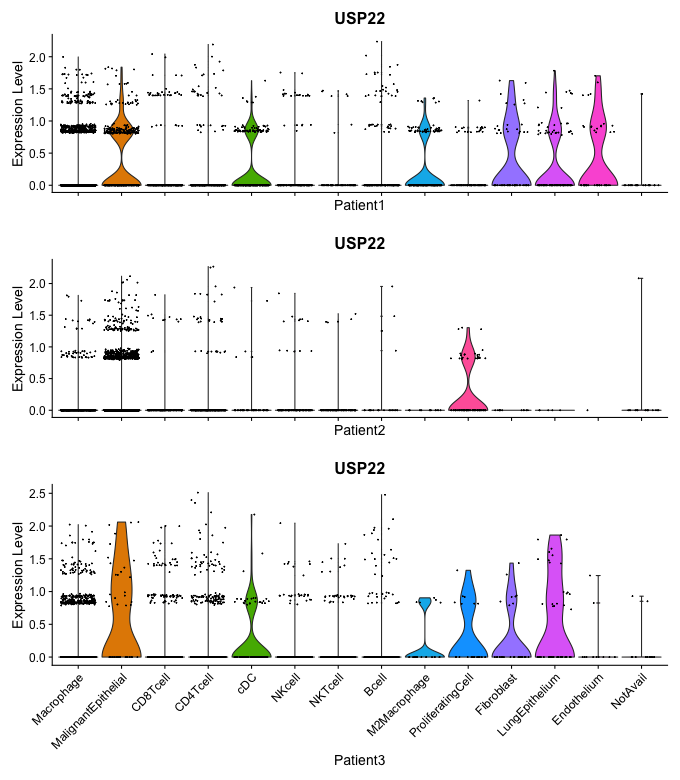 USP22
Expression Level
2.0
1.5
1.0
0.5
0.0
Patient1
USP22
Expression Level
2.0
1.5
1.0
0.5
0.0
Patient2
USP22
Expression Level
2.5
2.0
1.5
1.0
0.5
0.0
Macrophage
MalignantEpithelial
CD8Tcell
CD4Tcell
cDC
NKcell
NKTcell
Bcell
M2Macrophage
ProliferatingCell
Fibroblast
LungEpithelium
Endothelium
NotAvail
Patient3